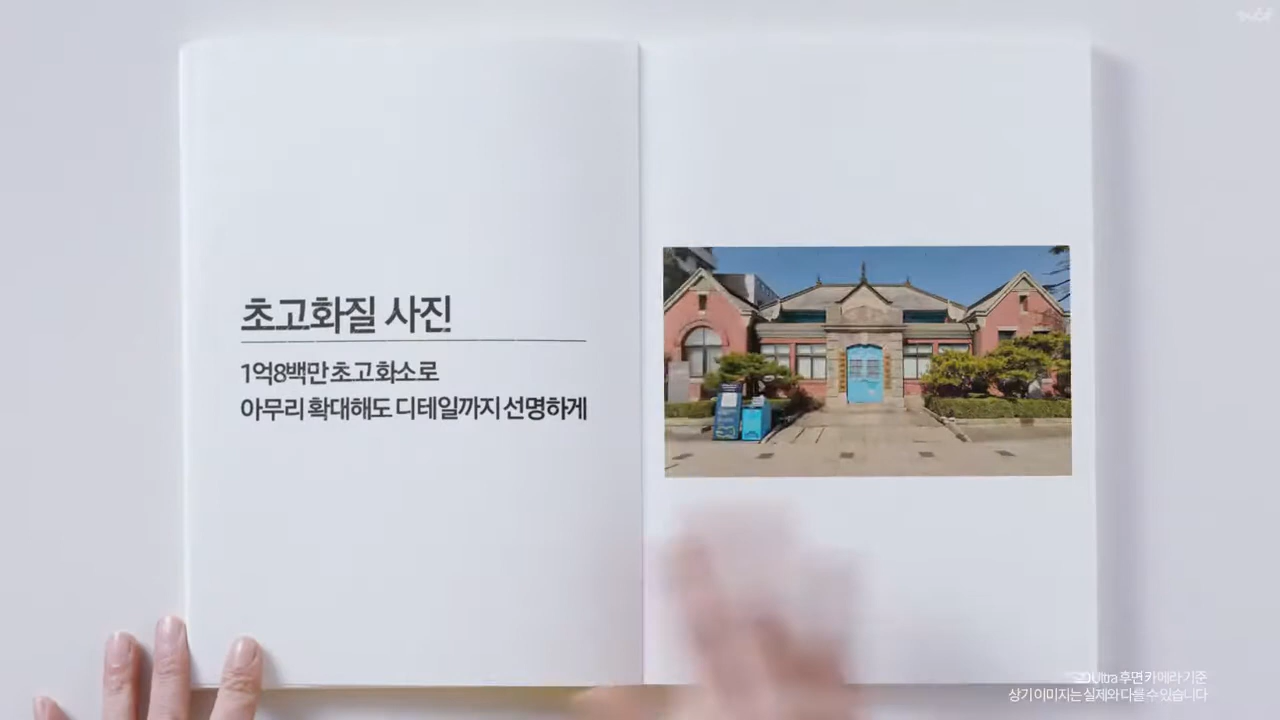 초고화질 사진
1억8백만 초고화소로
아무리 확대해도 디테일까지 선명하게
Ultra 후면 카메라 기준
상기 이미지는 실제와 다를 수 있습니다